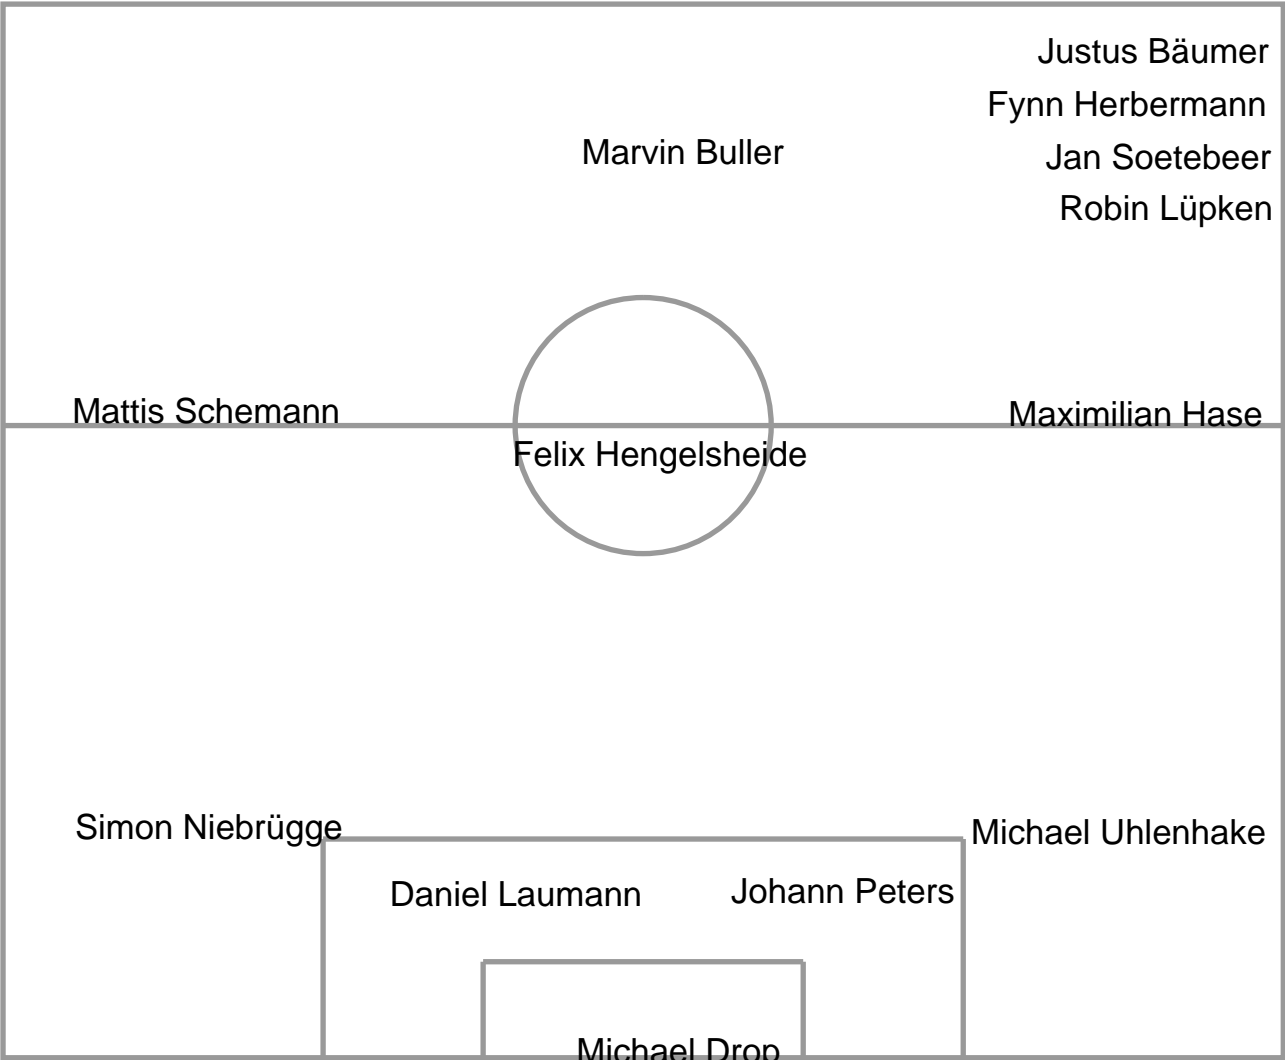 Justus Bäumer
Fynn Herbermann
Marvin Buller
Jan Soetebeer
Robin Lüpken
Mattis Schemann
Maximilian Hase
Felix Hengelsheide
Simon Niebrügge
Michael Uhlenhake
Daniel Laumann
Johann Peters
Michael Drop